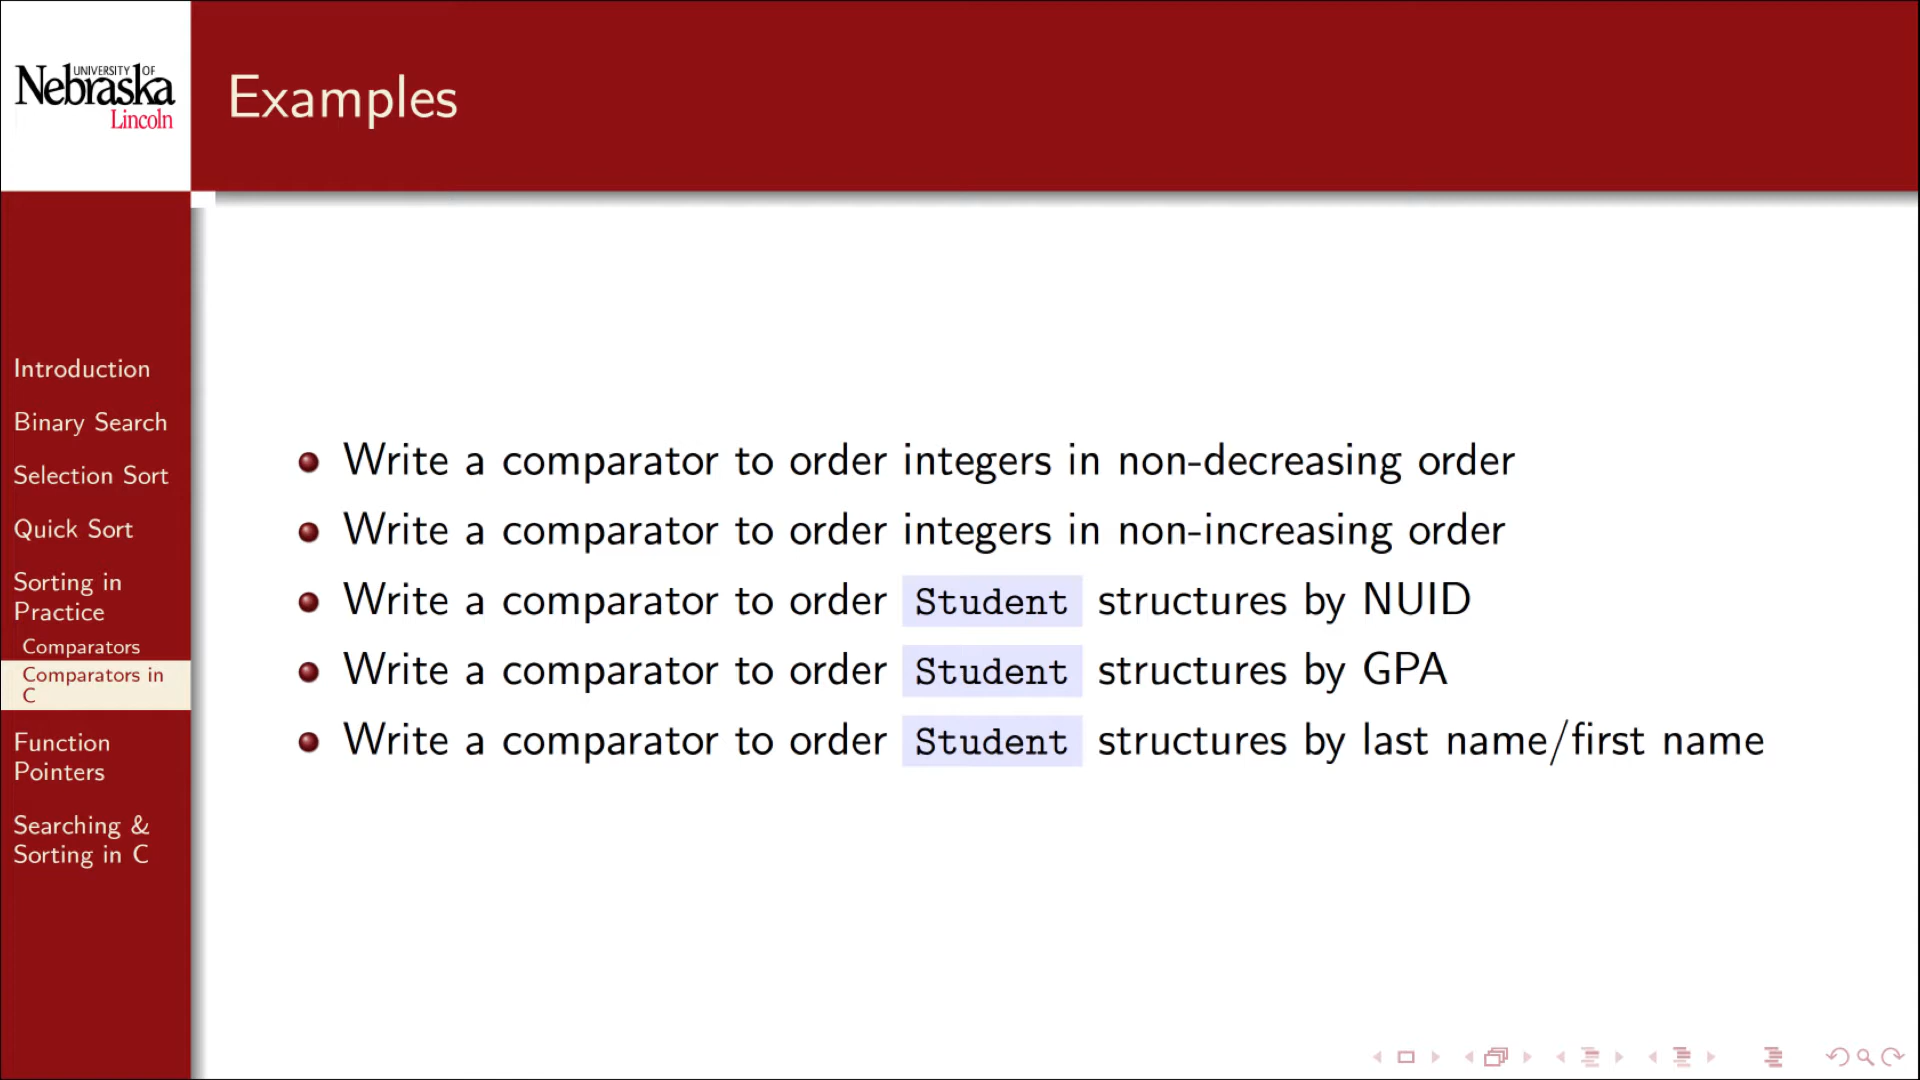 UNIVERSITY OF
Nebraska
Lincoln
Examples
Introduction
Binary Search
Selection Sort
Quick Sort
Sorting in
Practice
Comparators
Comparators in
C
Function
Pointers
Searching &
Sorting in C
Write a comparator to order integers in non-decreasing order
Write a comparator to order integers in non-increasing order
Write a comparator to order Student structures by NUID
Write a comparator to order Student structures by GPA
Write a comparator to order Student structures by last name/first name